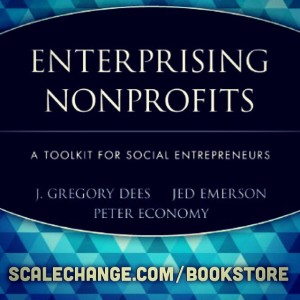 ENTERPRISING
NONPROFITS
A TOOLKIT FOR SOCIAL ENTREPRENEURS
J. GREGORY DEES JED EMERSON
PETER ECONOMY
SCALECHANGE.COM/BOOKSTORE